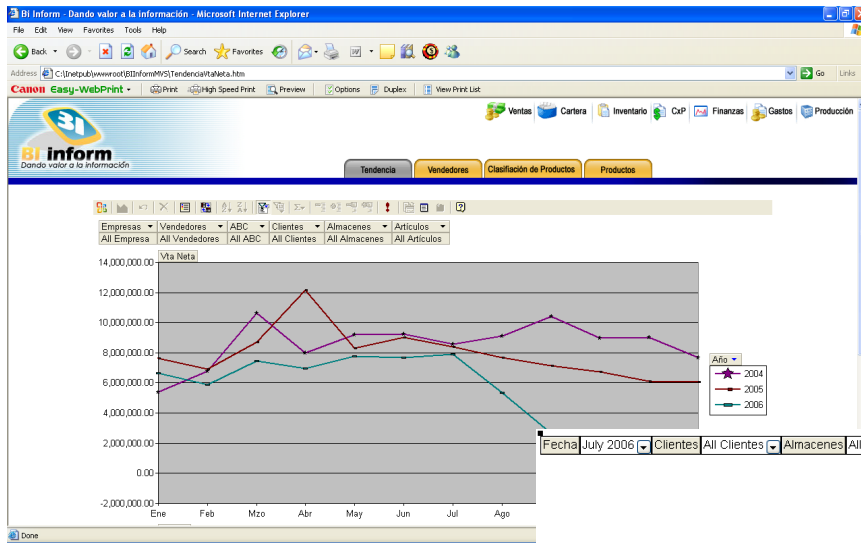 BI Inform - Dando valor a la información - Microsoft Internet Explorer
File Edit View Favorites Tools Help
Back Search Favorites
Address C:\Inetpub\wwwroot\BIInformMVS\TendenciaVtaNeta.htm Go Links
Canon Easy-WebPrint Print High Speed Print Preview Options Duplex View Print List
Ventas Cartera Inventario CxP Finanzas Gastos Producción
BI inform
Dando valor a la información
Tendencia Vendedores Clasifiación de Productos Productos
Empresas Vendedores ABC Clientes Almacenes Artículos
All Empresa All Vendedores All ABC All Clientes All Almacenes All Artículos
Vta Neta
14,000,000.00
12,000,000.00
10,000,000.00
8,000,000.00
6,000,000.00
4,000,000.00
2,000,000.00
0.00
-2,000,000.00
Ene Feb Mzo Abr May Jun Jul Ago
Año
2004
2005
2006
Fecha July 2006 Clientes All Clientes Almacenes All
Done